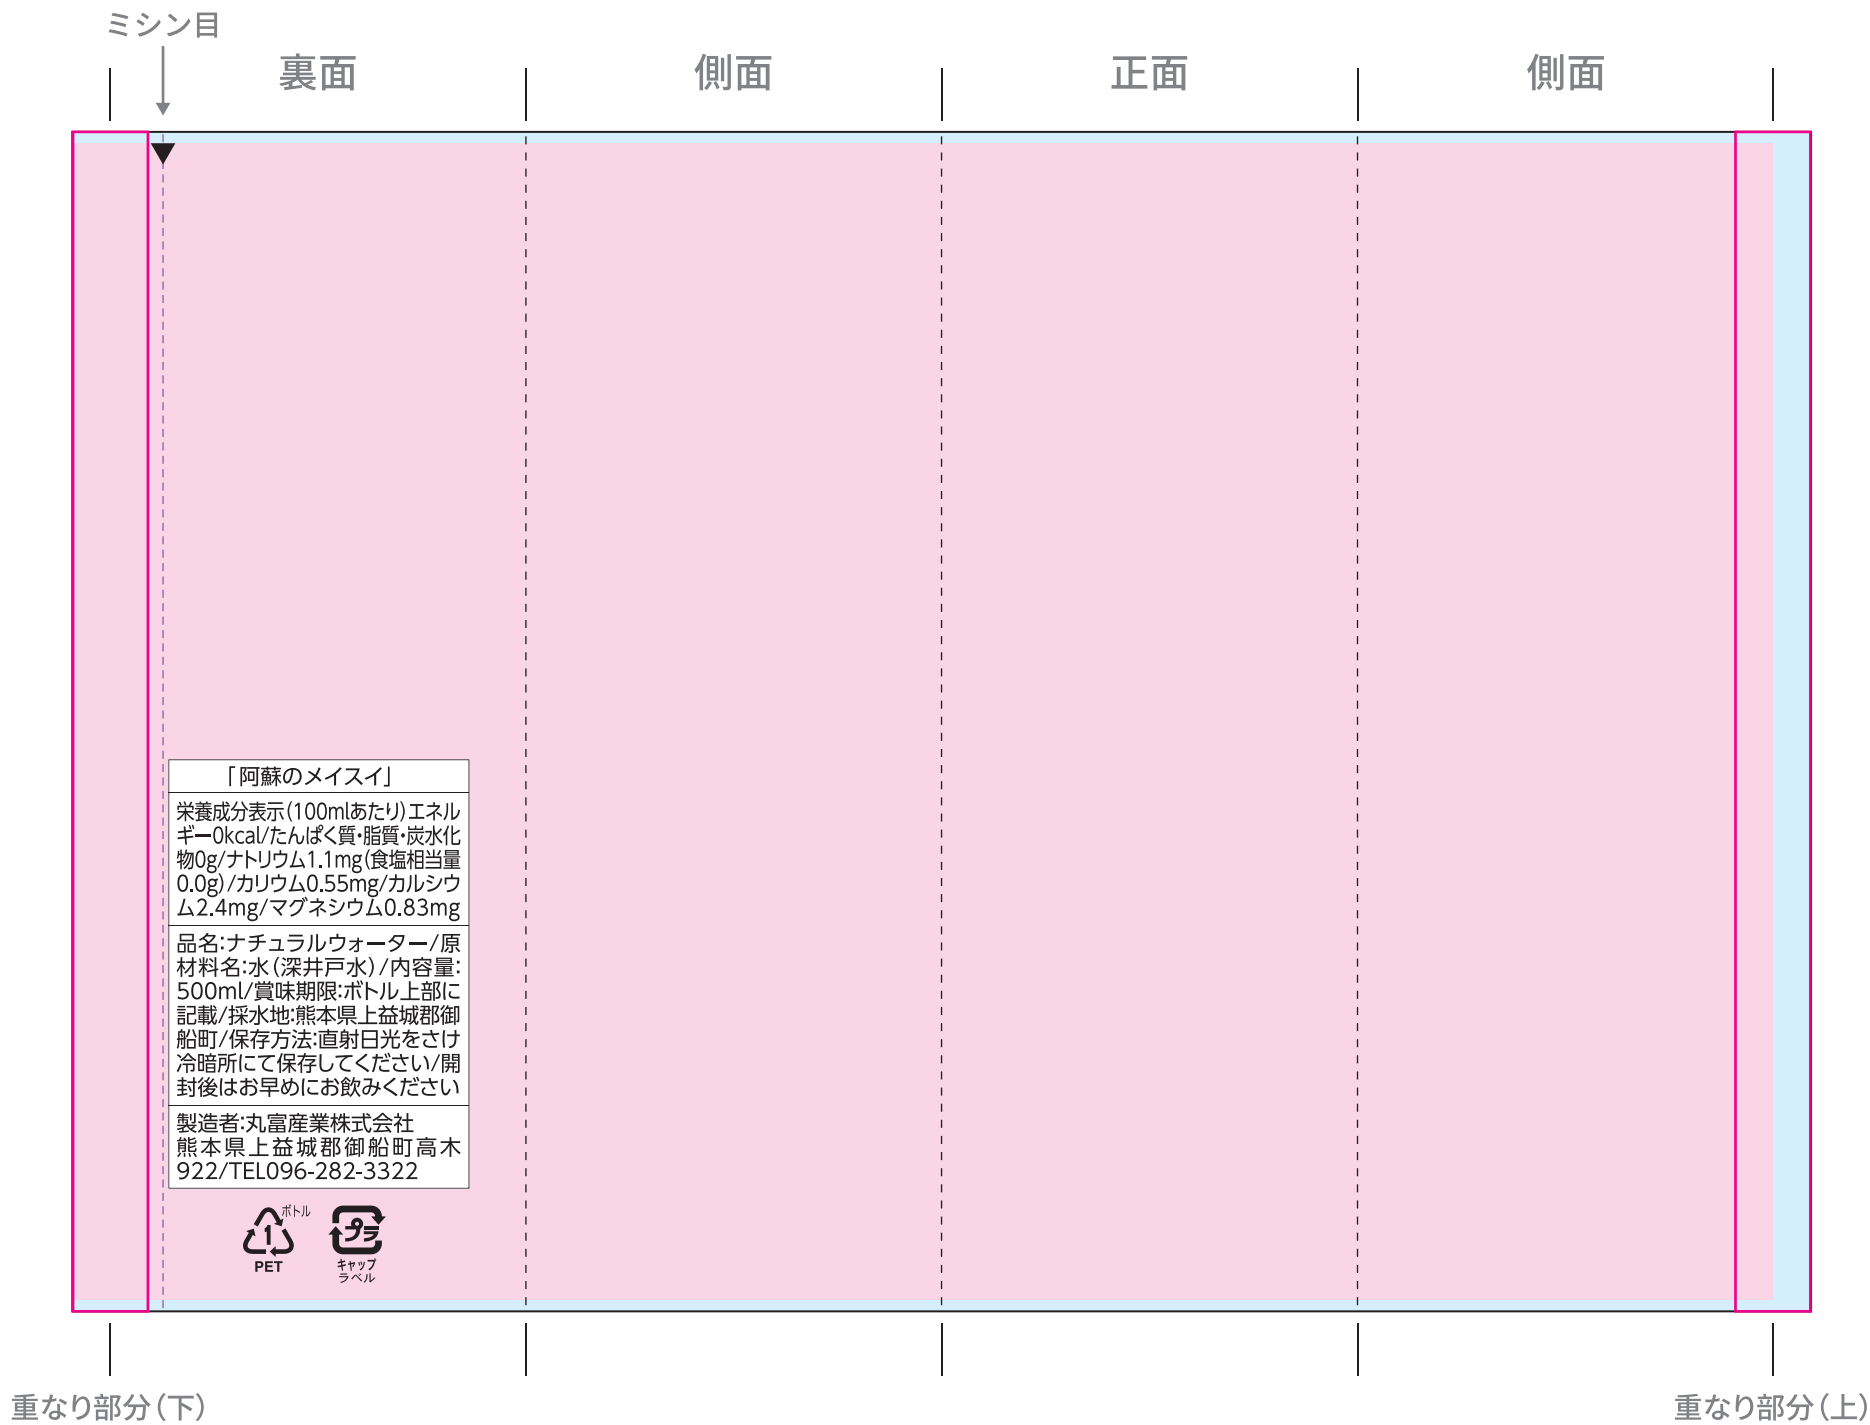 ミシン目
裏面
側面
正面
側面
「阿蘇のメイスイ」
栄養成分表示(100mlあたり)エネル
ギー0kcal/たんぱく質・脂質・炭水化
物0g/ナトリウム1.1mg(食塩相当量
0.0g)/カリウム0.55mg/カルシウ
ム2.4mg/マグネシウム0.83mg
品名:ナチュラルウォーター/原
材料名:水(深井戸水)/内容量:
500ml/賞味期限:ボトル上部に
記載/採水地:熊本県上益城郡御
船町/保存方法:直射日光をさけ
冷暗所にて保存してください/開
封後はお早めにお飲みください
製造者:丸富産業株式会社
熊本県上益城郡御船町高木
922/TEL096-282-3322
ボトル
1
PET
プラ
キャップ
ラベル
重なり部分(下)
重なり部分(上)